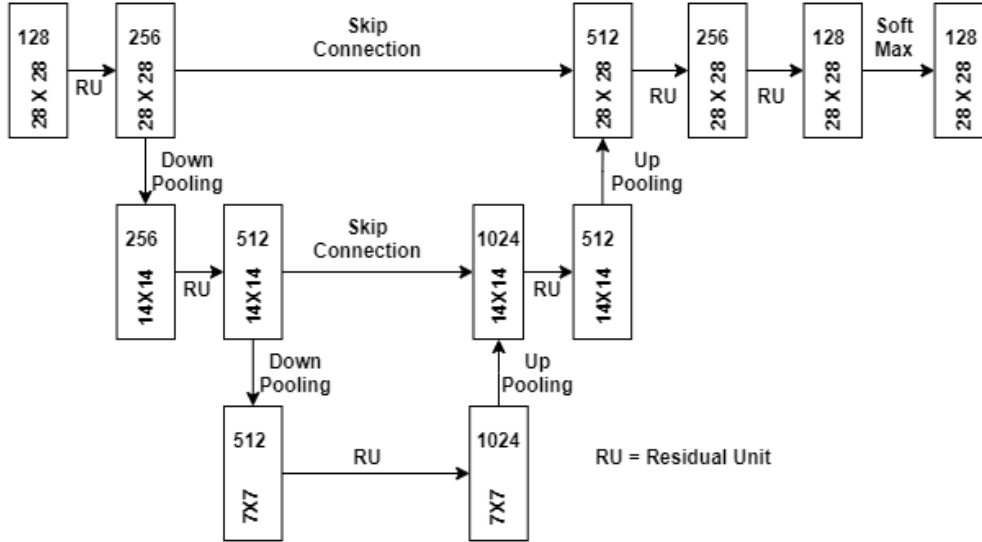 128
28 X 28
RU
256
28 X 28
Skip
Connection
512
28 X 28
RU
256
28 X 28
RU
128
28 X 28
Soft
Max
128
28 X 28
Down
Pooling
Up
Pooling
256
14X14
RU
512
14X14
Skip
Connection
1024
14X14
RU
512
14X14
Down
Pooling
Up
Pooling
512
7X7
RU
1024
7X7
RU = Residual Unit